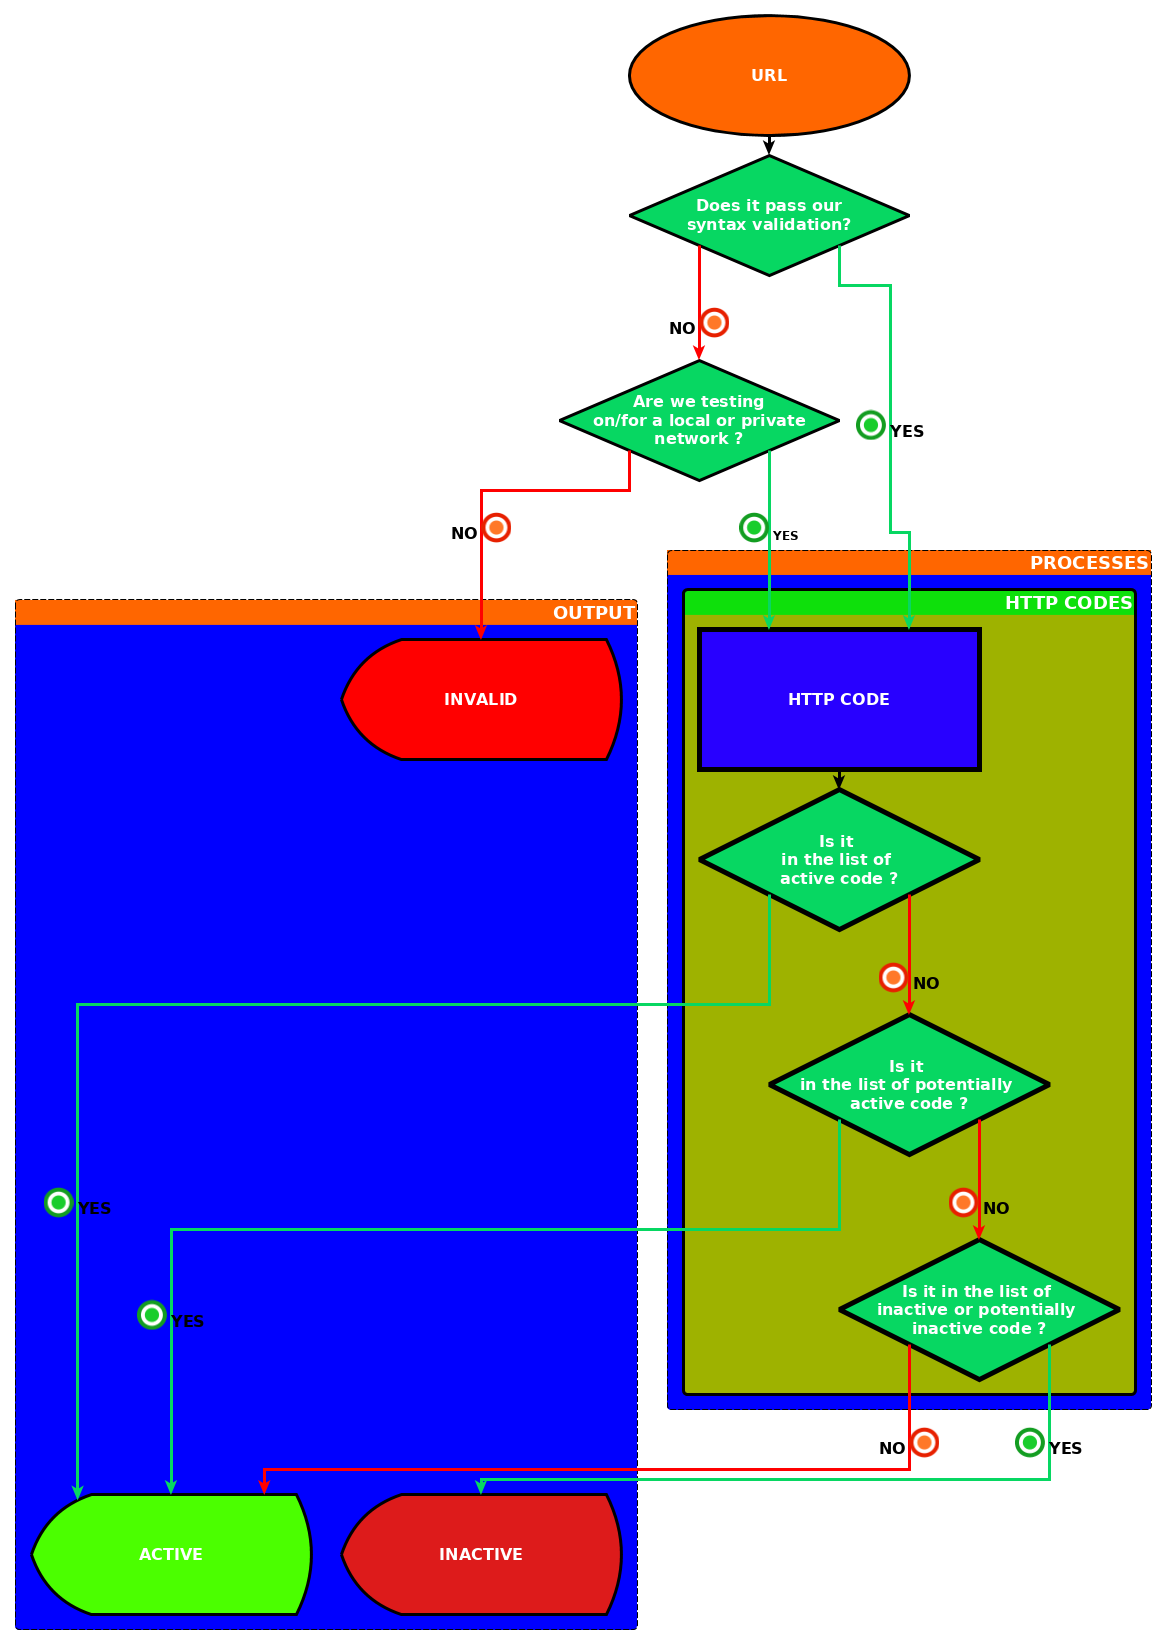 URL
Does it pass our
syntax validation?
NO
Are we testing
on/for a local or private
network ?
YES
NO
YES
PROCESSES
OUTPUT
HTTP CODES
INVALID
HTTP CODE
Is it
in the list of
active code ?
NO
Is it
in the list of potentially
active code ?
YES
NO
YES
Is it in the list of
inactive or potentially
inactive code ?
NO
YES
ACTIVE
INACTIVE